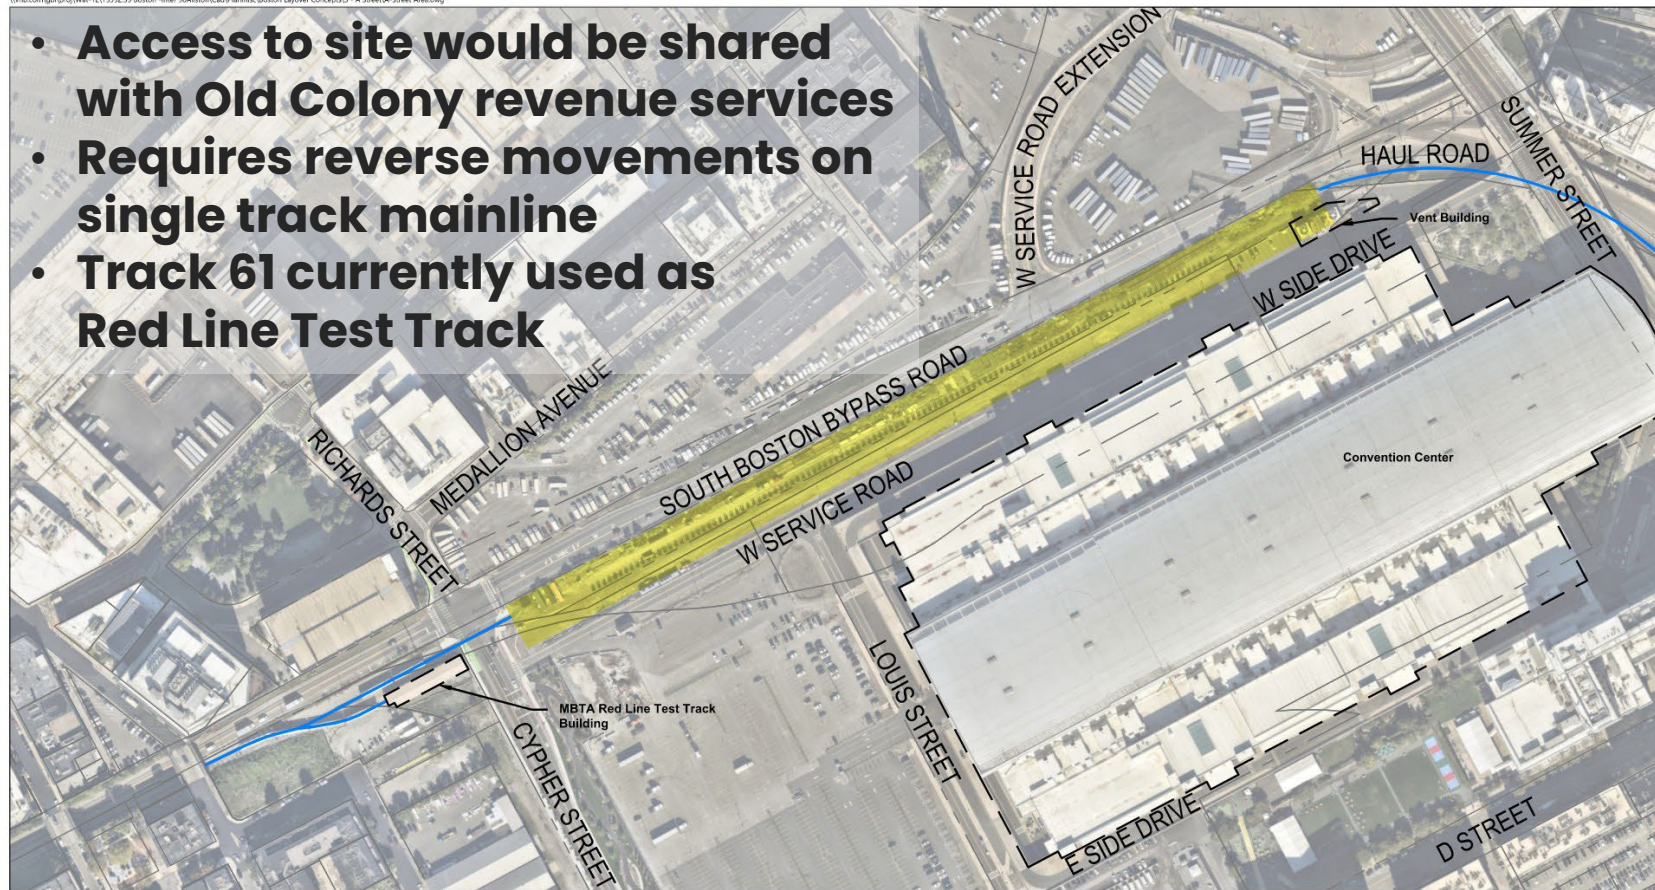 • Access to site would be shared
with Old Colony revenue services
• Requires reverse movements on
single track mainline
• Track 61 currently used as
Red Line Test Track
W SERVICE ROAD EXTENSION
SUMMER STREET
HAUL ROAD
Vent Building
W SIDE DRIVE
SOUTH BOSTON BYPASS ROAD
MEDALLION AVENUE
RICHARDS STREET
W SERVICE ROAD
Convention Center
LOUIS STREET
MBTA Red Line Test Track
Building
CYPHER STREET
E SIDE DRIVE
D STREET